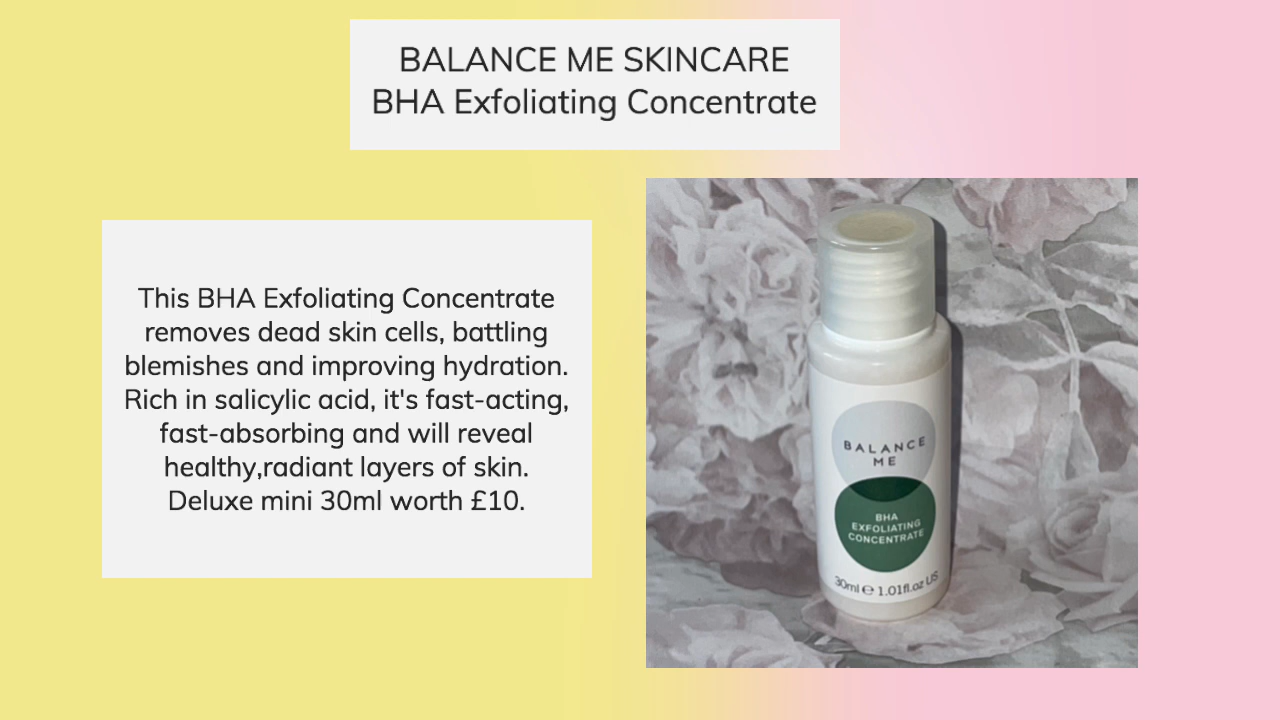 BALANCE ME SKINCARE
BHA Exfoliating Concentrate
This BHA Exfoliating Concentrate
removes dead skin cells, battling
blemishes and improving hydration.
Rich in salicylic acid, it's fast-acting,
fast-absorbing and will reveal
healthy,radiant layers of skin.
Deluxe mini 30ml worth £10.
BALANCE
ME
BHA
EXFOLIATING
CONCENTRATE
30ml ℮ 1.01fl.oz US